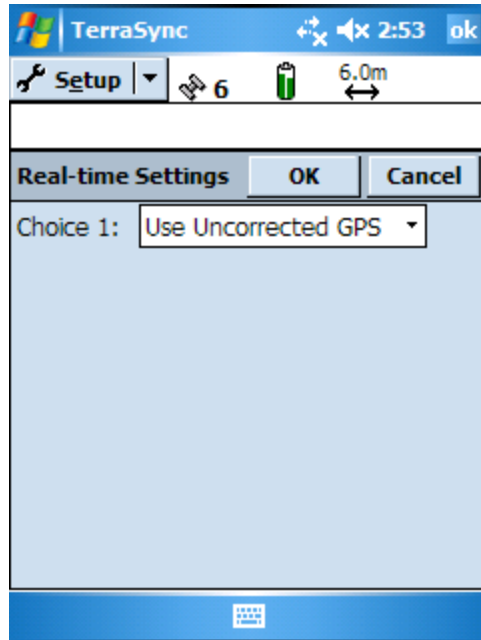 TerraSync 2:53 ok
Setup 6 6.0m
Real-time Settings OK Cancel
Choice 1: Use Uncorrected GPS